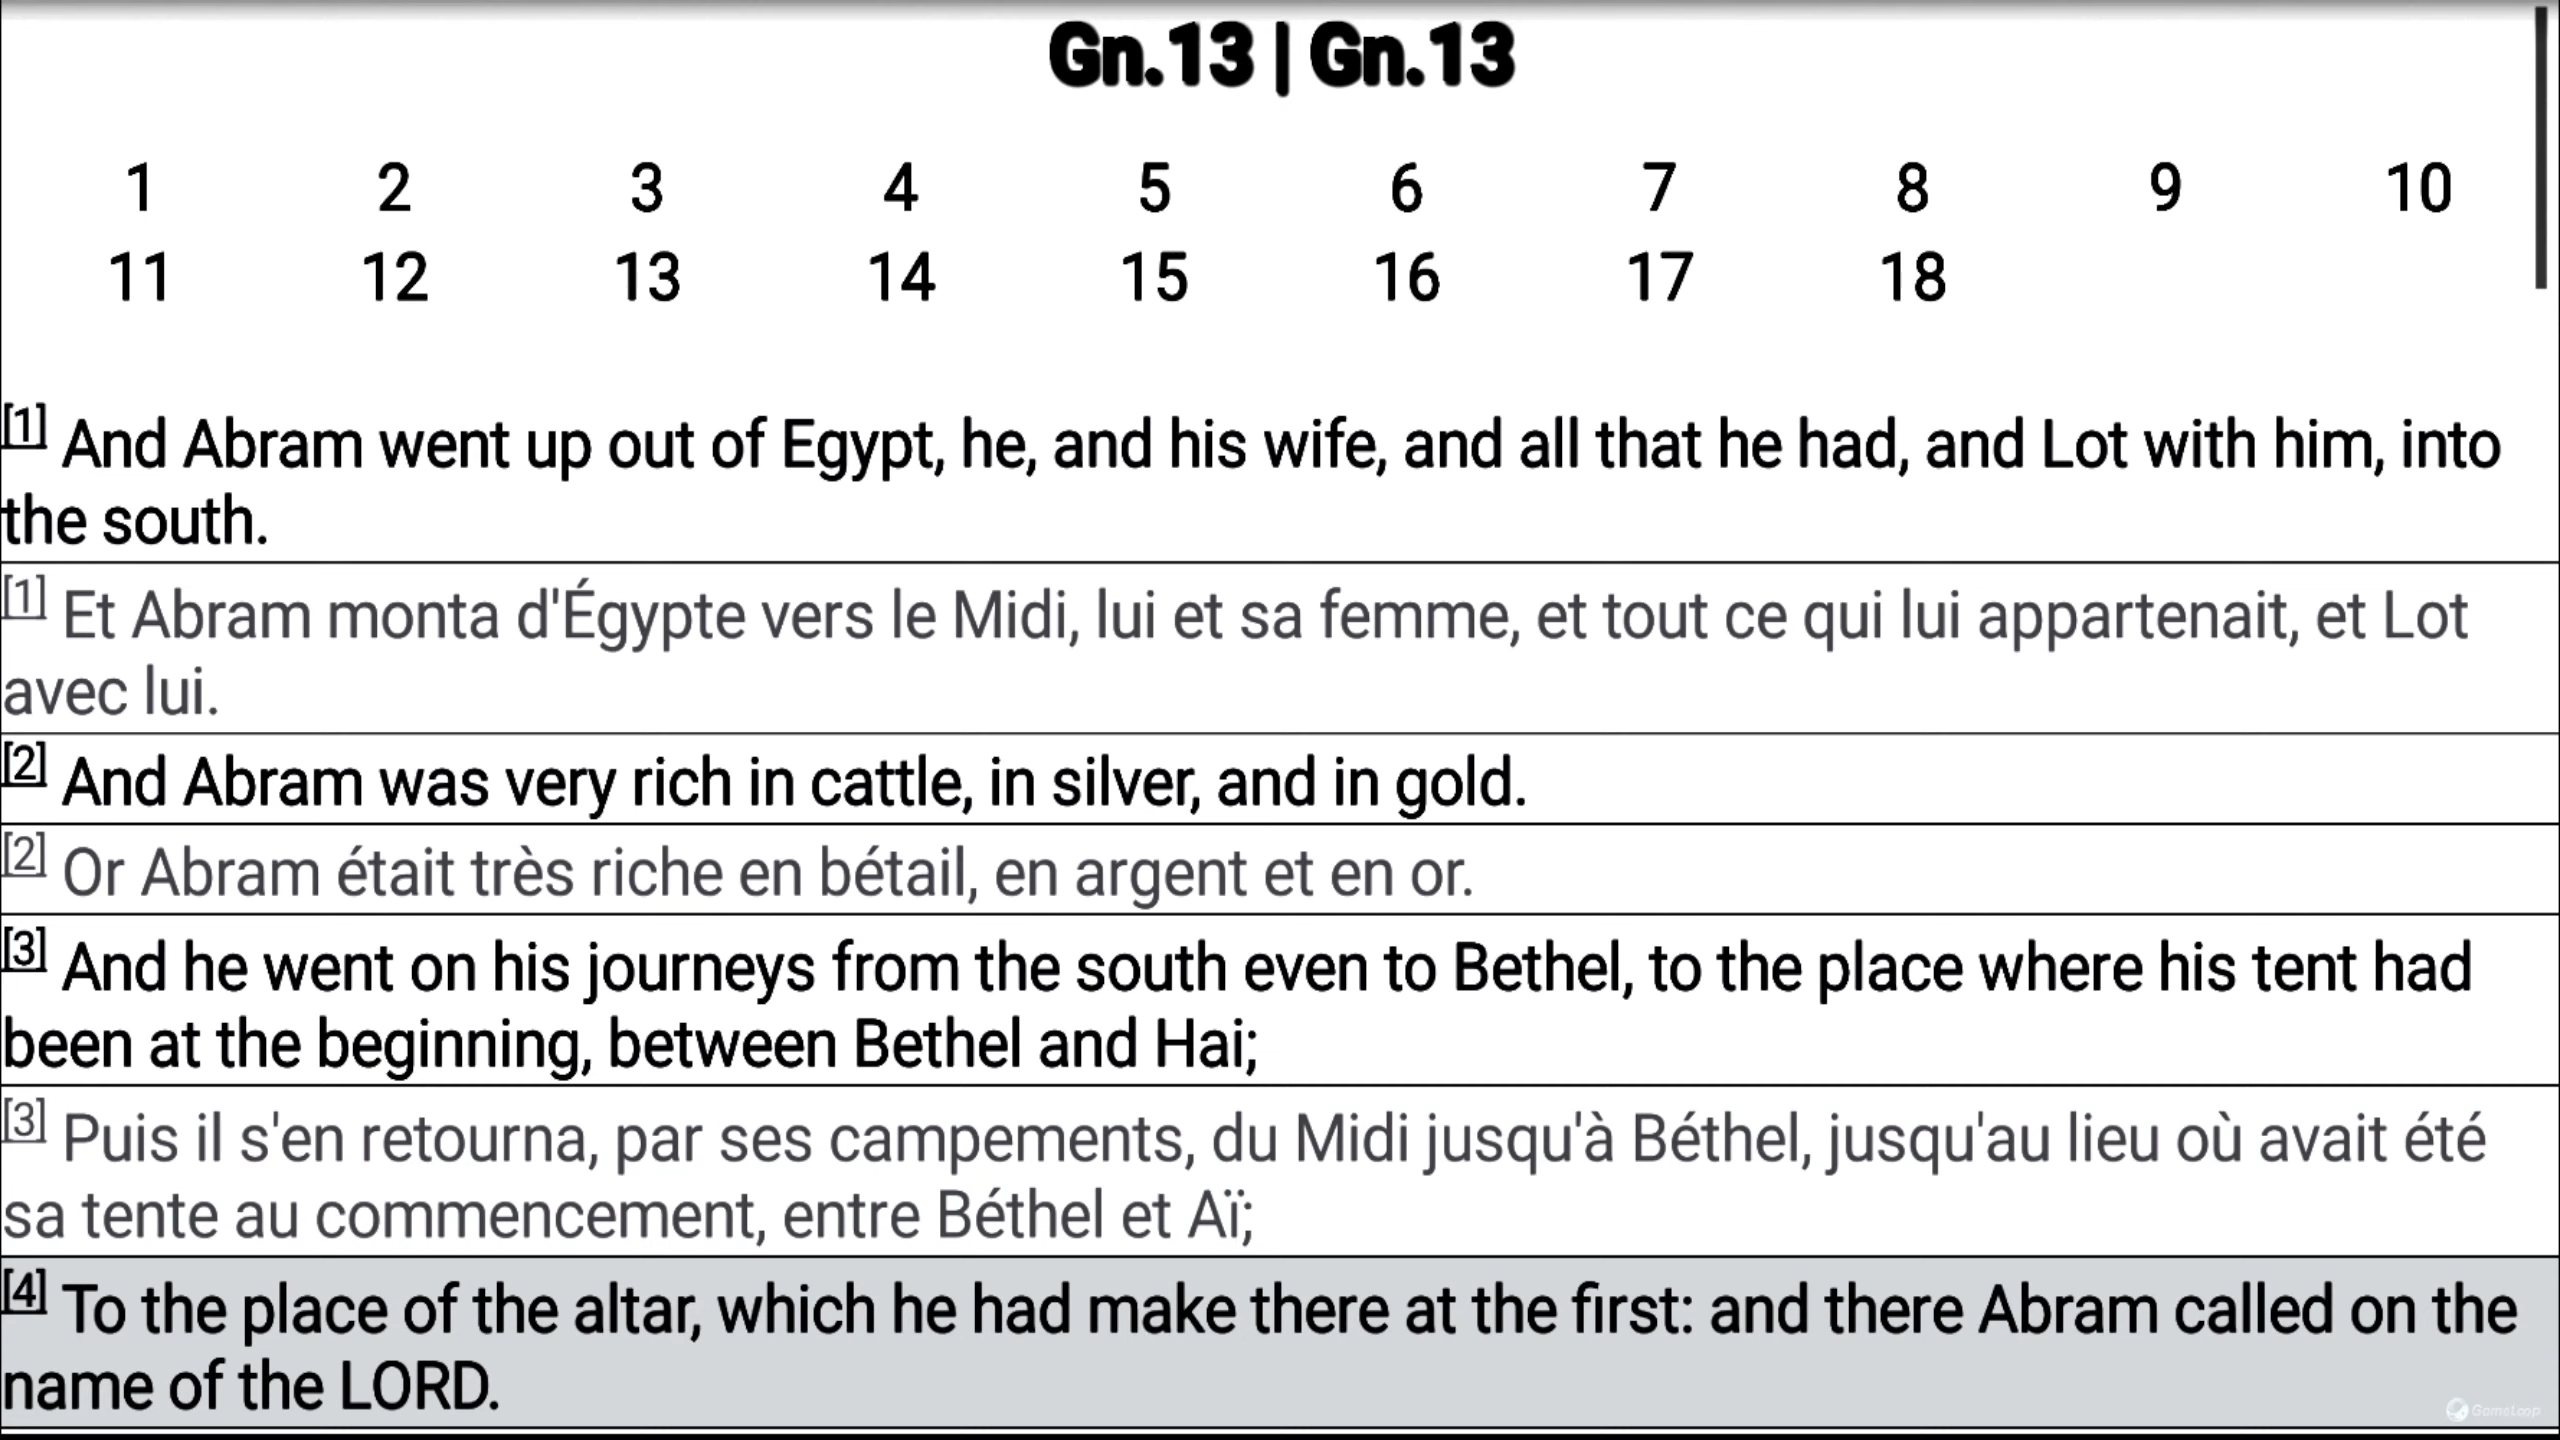 Gn.13 | Gn.13
1 2 3 4 5 6 7 8 9 10
11 12 13 14 15 16 17 18
[1] And Abram went up out of Egypt, he, and his wife, and all that he had, and Lot with him, into
the south.
[1] Et Abram monta d'Égypte vers le Midi, lui et sa femme, et tout ce qui lui appartenait, et Lot
avec lui.
[2] And Abram was very rich in cattle, in silver, and in gold.
[2] Or Abram était très riche en bétail, en argent et en or.
[3] And he went on his journeys from the south even to Bethel, to the place where his tent had
been at the beginning, between Bethel and Hai;
[3] Puis il s'en retourna, par ses campements, du Midi jusqu'à Béthel, jusqu'au lieu où avait été
sa tente au commencement, entre Béthel et Aï;
[4] To the place of the altar, which he had make there at the first: and there Abram called on the
name of the LORD.
GameLoop